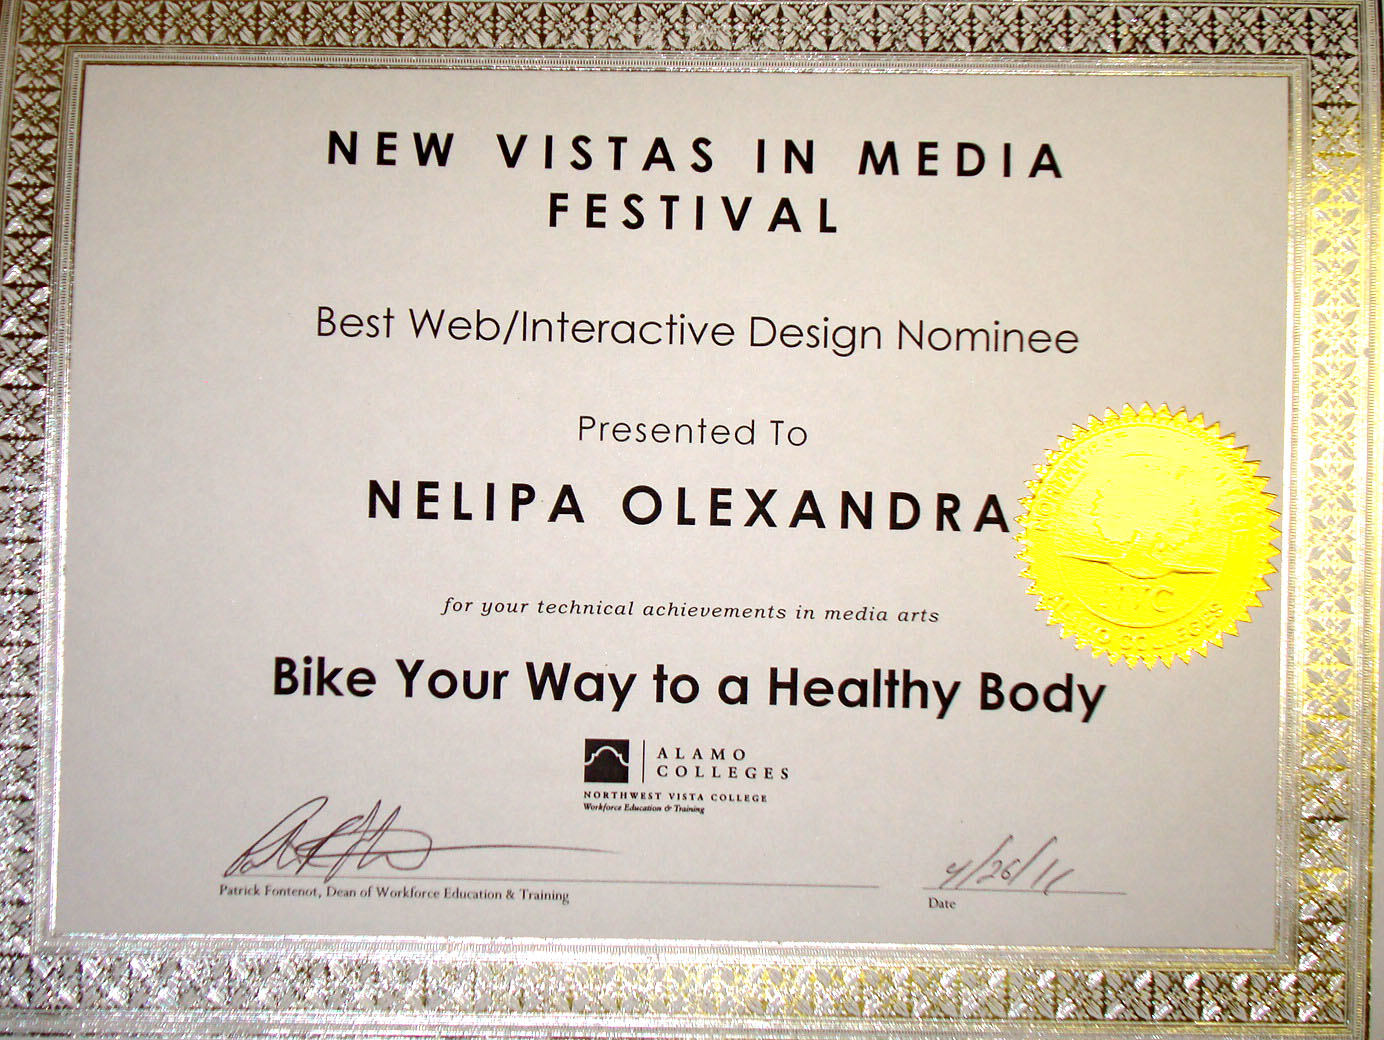 NEW VISTAS IN MEDIA
FESTIVAL
Best Web/Interactive Design Nominee
Presented To
NELIPA OLEXANDRA
for your technical achievements in media arts
Bike Your Way to a Healthy Body
ALAMO
COLLEGES
NORTHWEST VISTA COLLEGE
Workforce Education & Training
4/26/11
Patrick Fontenot, Dean of Workforce Education & Training
Date
COLLEGES